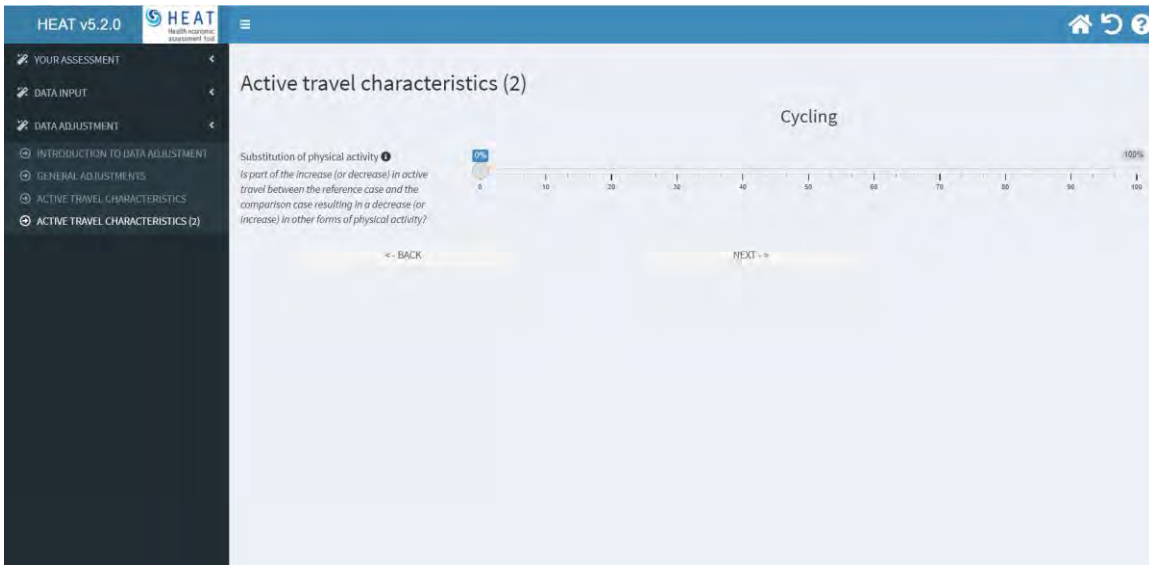 HEAT v5.2.0
HEAT
Health economic
assessment tool
YOUR ASSESSMENT
DATA INPUT
DATA ADJUSTMENT
INTRODUCTION TO DATA ADJUSTMENT
GENERAL ADJUSTMENTS
ACTIVE TRAVEL CHARACTERISTICS
ACTIVE TRAVEL CHARACTERISTICS (2)
Active travel characteristics (2)
Cycling
Substitution of physical activity
Is part of the increase (or decrease) in active
travel between the reference case and the
comparison case resulting in a decrease (or
increase) in other forms of physical activity?
0% 100%
0 10 20 30 40 50 60 70 80 90 100
<- BACK NEXT ->